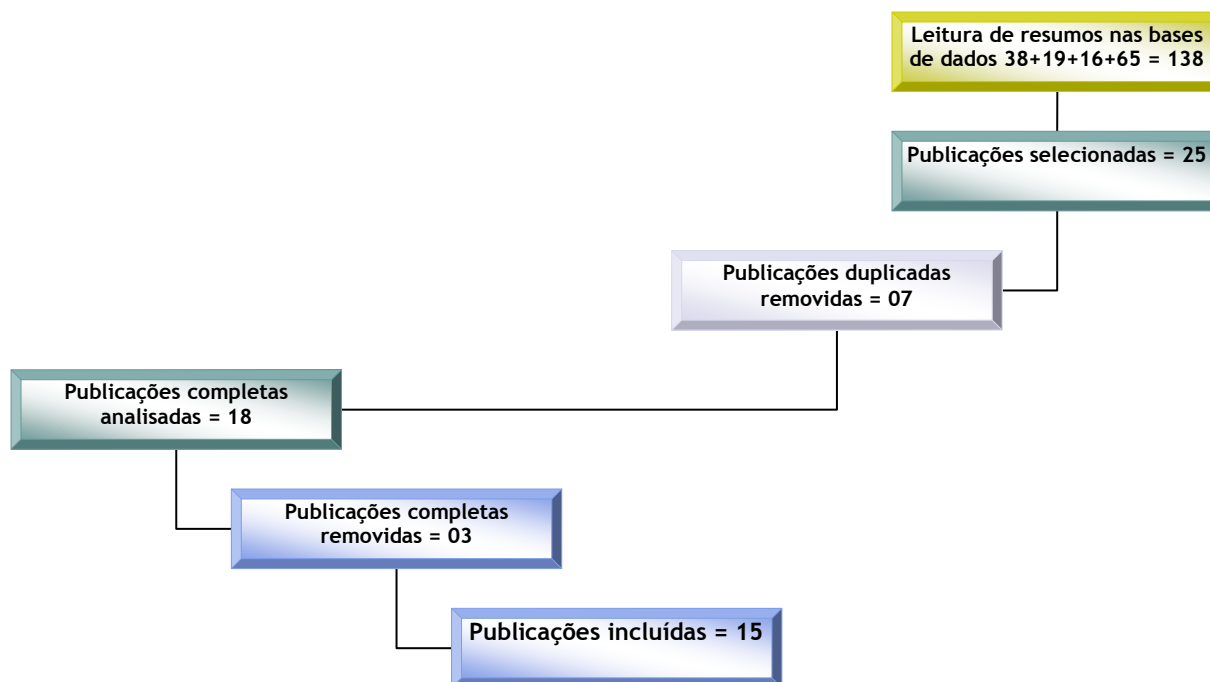 Leitura de resumos nas bases
de dados 38+19+16+65 = 138
Publicações selecionadas = 25
Publicações duplicadas
removidas = 07
Publicações completas
analisadas = 18
Publicações completas
removidas = 03
Publicações incluídas = 15